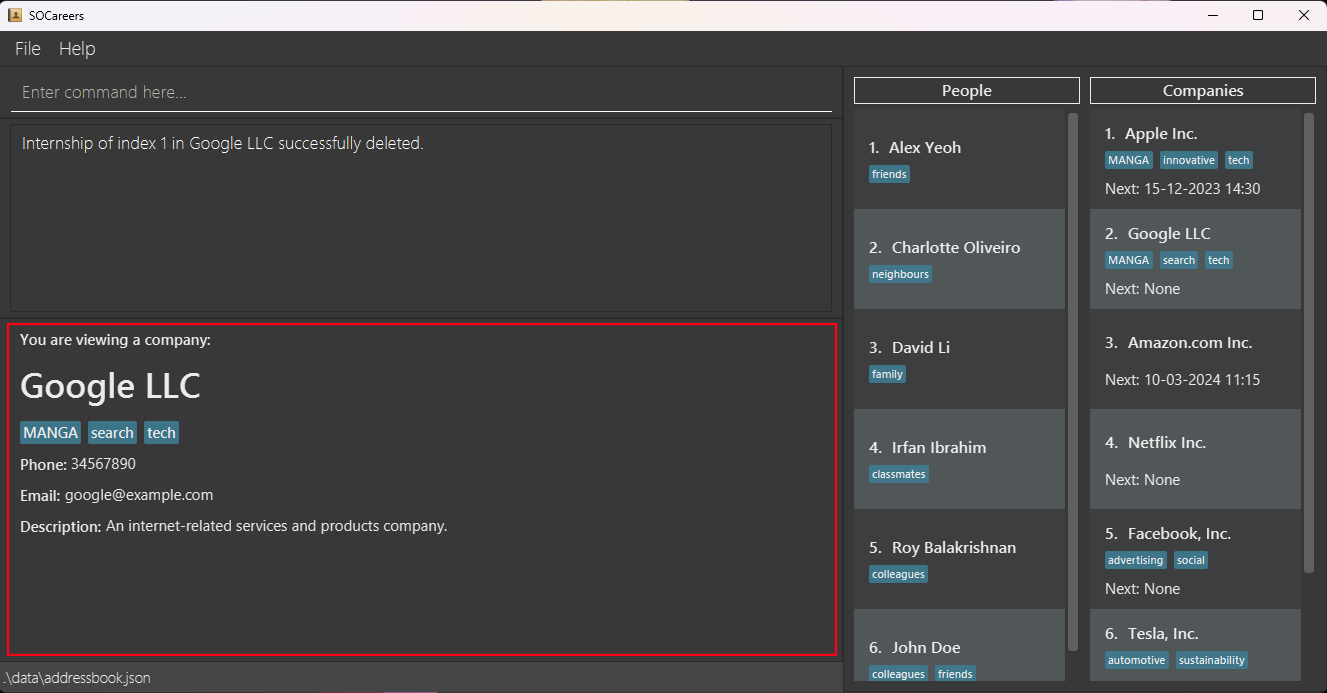 SOCareers
File Help
Enter command here...
Internship of index 1 in Google LLC successfully deleted.
You are viewing a company:
Google LLC
MANGA search tech
Phone: 34567890
Email: google@example.com
Description: An internet-related services and products company.
.\data\addressbook.json
People
1. Alex Yeoh
friends
2. Charlotte Oliveiro
neighbours
3. David Li
family
4. Irfan Ibrahim
classmates
5. Roy Balakrishnan
colleagues
6. John Doe
colleagues friends
Companies
1. Apple Inc.
MANGA innovative tech
Next: 15-12-2023 14:30
2. Google LLC
MANGA search tech
Next: None
3. Amazon.com Inc.
Next: 10-03-2024 11:15
4. Netflix Inc.
Next: None
5. Facebook, Inc.
advertising social
Next: None
6. Tesla, Inc.
automotive sustainability